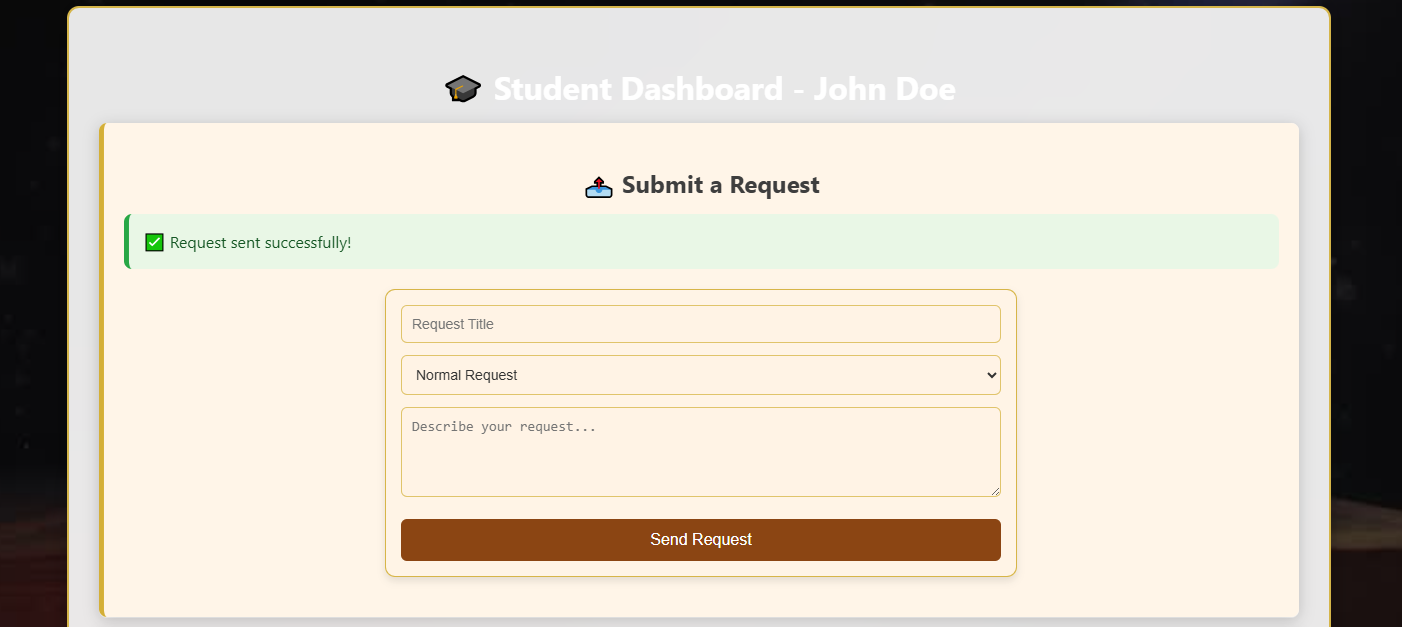 🎓 Student Dashboard - John Doe
📤 Submit a Request
✅ Request sent successfully!
Request Title
Normal Request
Describe your request...
Send Request